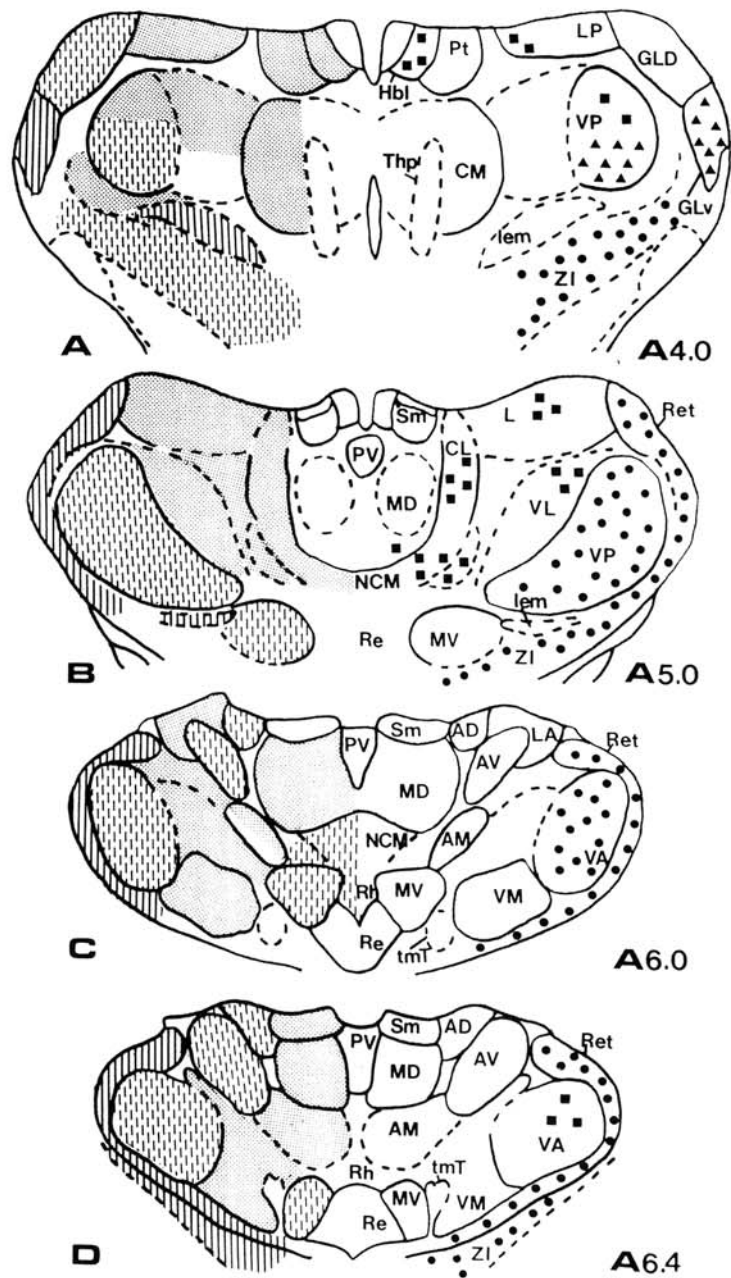 LP
Pt
GLD
Hbl
VP
Thp
CM
GLv
lem
ZI
A
A4.0
Sm
L
Ret
CL
PV
MD
VL
VP
NCM
lem
Re
MV
ZI
B
A5.0
Sm
AD
LA
Ret
PV
AV
MD
NCM
AM
VA
Rh
MV
VM
Re
tmT
C
A6.0
Sm
AD
Ret
PV
MD
AV
AM
VA
Rh
tmT
MV
VM
Re
ZI
D
A6.4